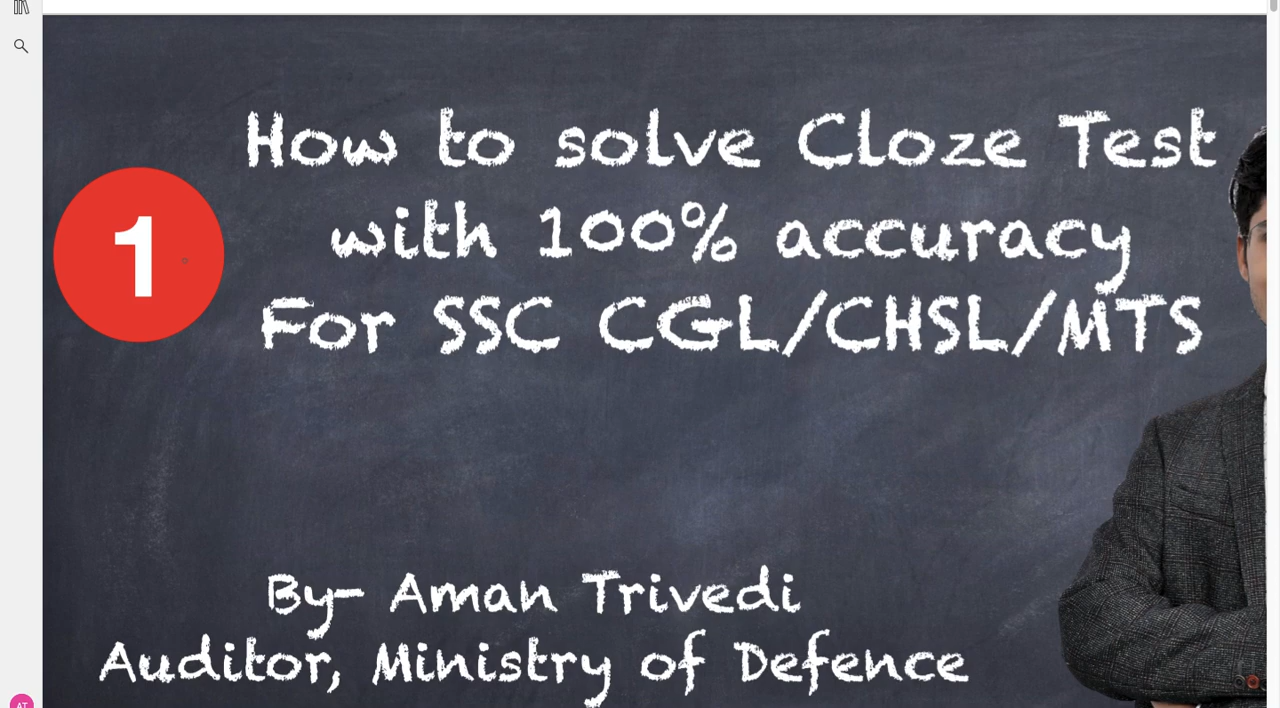 1
How to solve Cloze Test
with 100% accuracy
For SSC CGL/CHSL/MTS
By- Aman Trivedi
Auditor, Ministry of Defence
AT